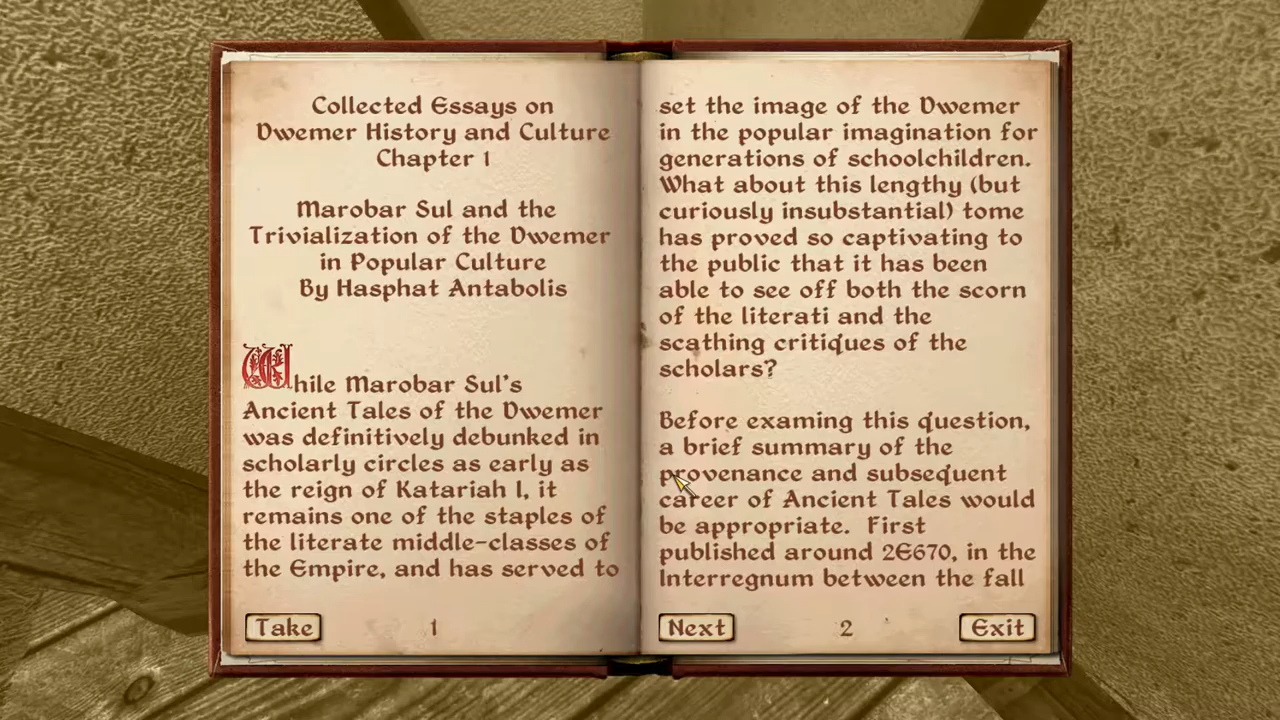 Collected Essays on
Dwemer History and Culture
Chapter 1
Marobar Sul and the
Trivialization of the Dwemer
in Popular Culture
By Hasphat Antabolis
While Marobar Sul's
Ancient Tales of the Dwemer
was definitively debunked in
scholarly circles as early as
the reign of Katariah I, it
remains one of the staples of
the literate middle-classes of
the Empire, and has served to
Take
1
set the image of the Dwemer
in the popular imagination for
generations of schoolchildren.
What about this lengthy (but
curiously insubstantial) tome
has proved so captivating to
the public that it has been
able to see off both the scorn
of the literati and the
scathing critiques of the
scholars?
Before examing this question,
a brief summary of the
provenance and subsequent
career of Ancient Tales would
be appropriate. First
published around 2E670, in the
Interregnum between the fall
Next
2
Exit